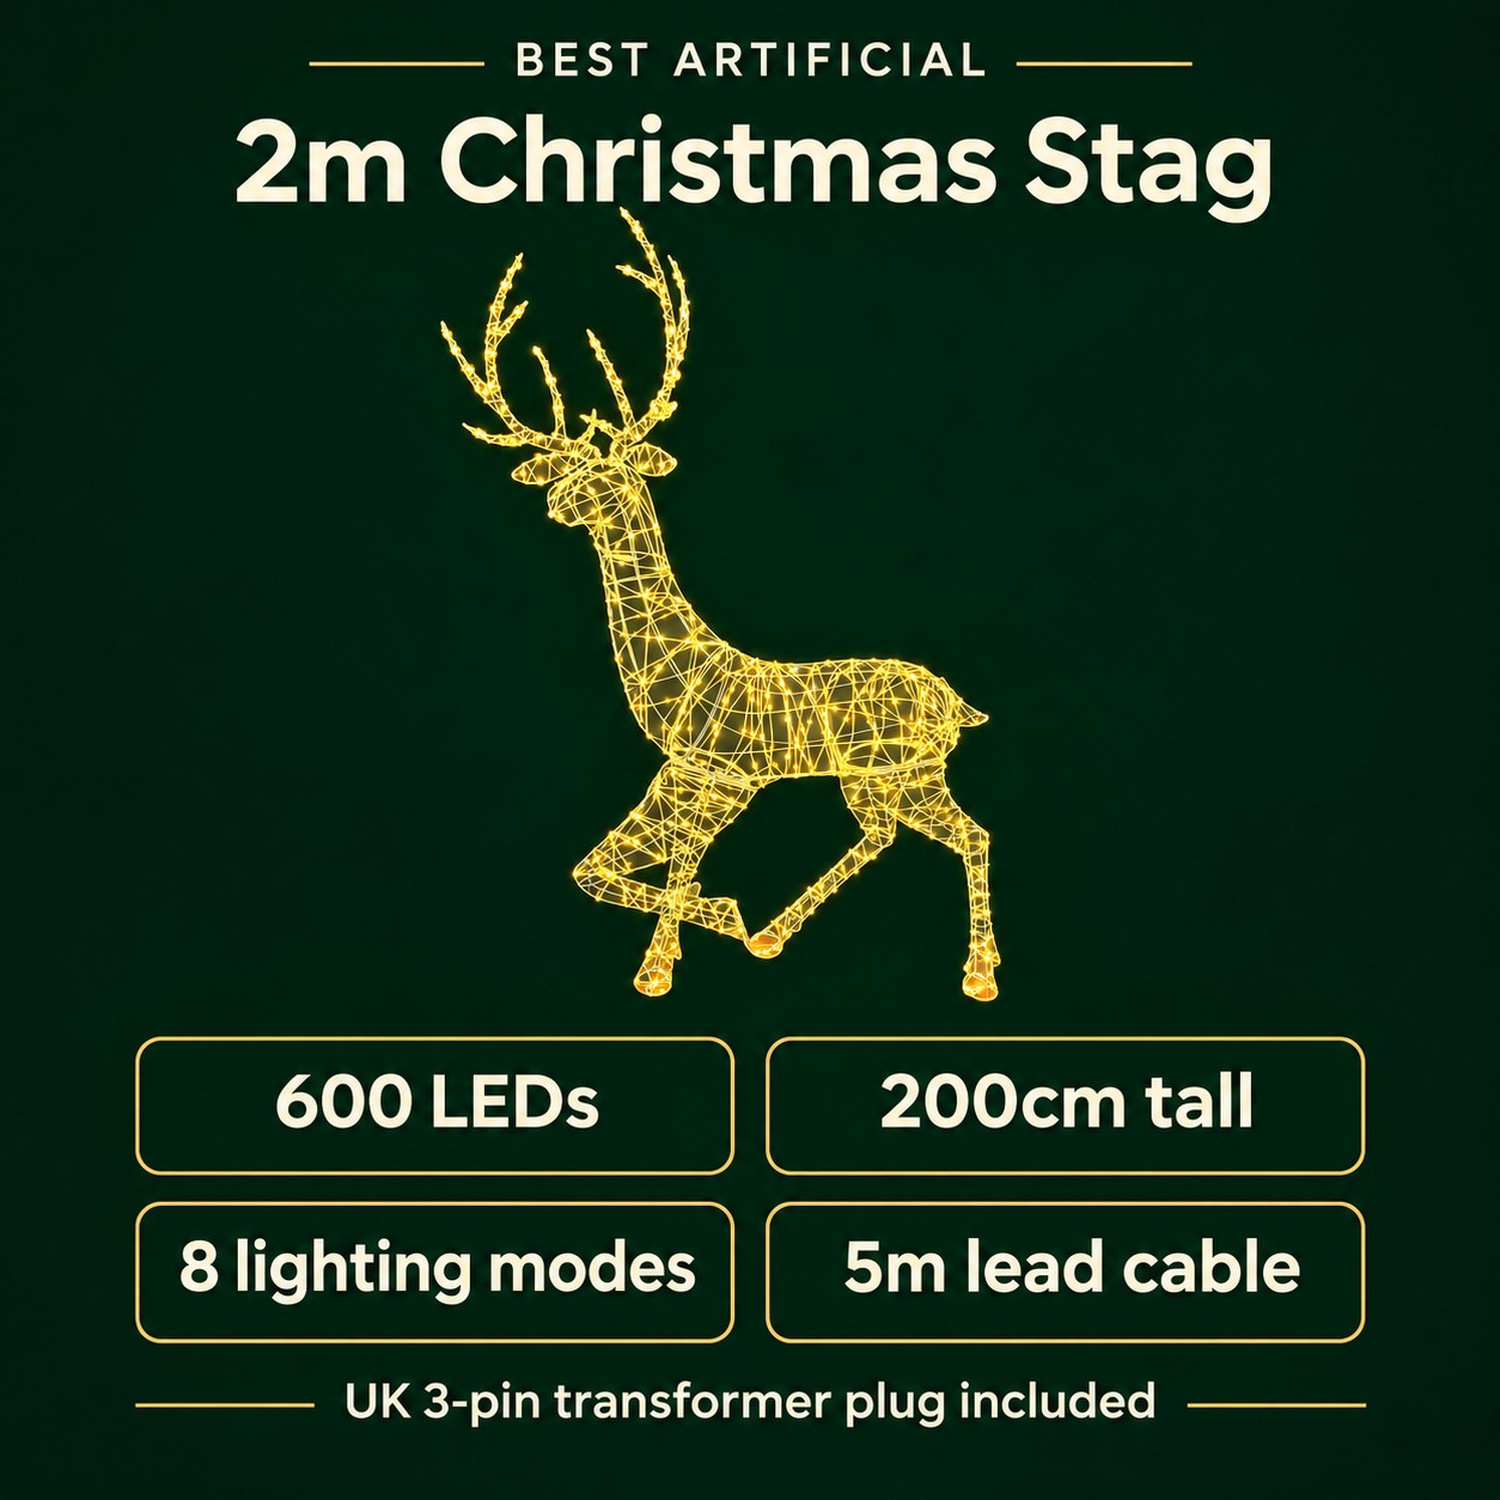 BEST ARTIFICIAL
2m Christmas Stag
600 LEDs
200cm tall
8 lighting modes
5m lead cable
UK 3-pin transformer plug included